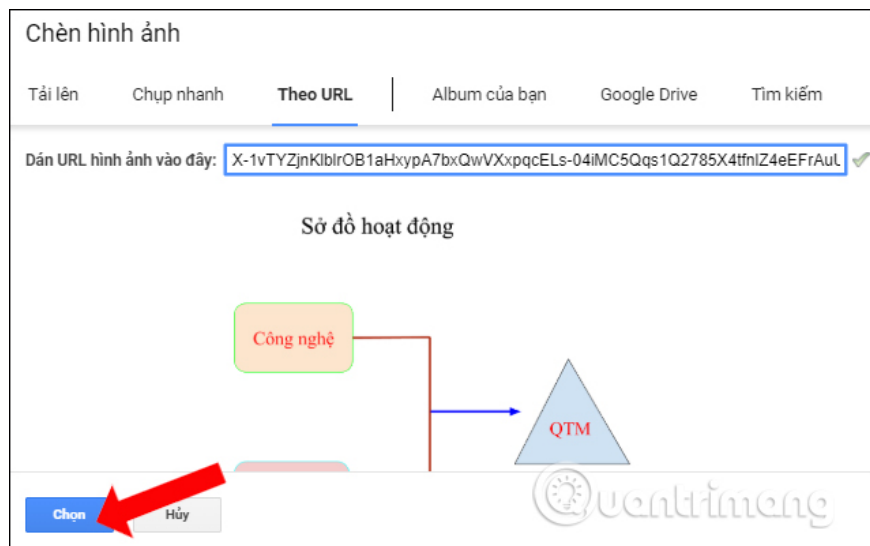 Chèn hình ảnh
Tải lên Chụp nhanh Theo URL Album của bạn Google Drive Tìm kiếm
Dán URL hình ảnh vào đây: X-1vTYZjnKlblrOB1aHxypA7bxQwVXxpqcELs-04iMC5Qqs1Q2785X4tfnlZ4eEFrAuU
Sở đồ hoạt động
Công nghệ
QTM
Chọn Hủy
Quantrimang